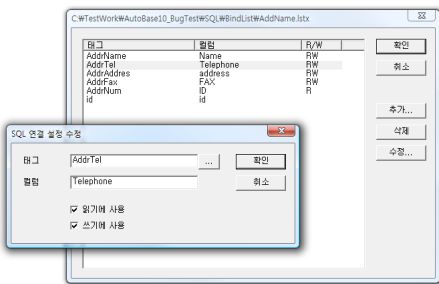 C:₩TestWork₩AutoBase10_BugTest₩SQL₩BindList₩AddName.lstx
태그 컬럼 R/W
AddrName Name RW
AddrTel Telephone RW
AddrAddres address RW
AddrFax FAX RW
AddrNum ID R
id id
확인
취소
추가...
삭제
수정...
SQL 연결 설정 수정
태그 AddrTel ... 확인
컬럼 Telephone 취소
읽기에 사용
쓰기에 사용